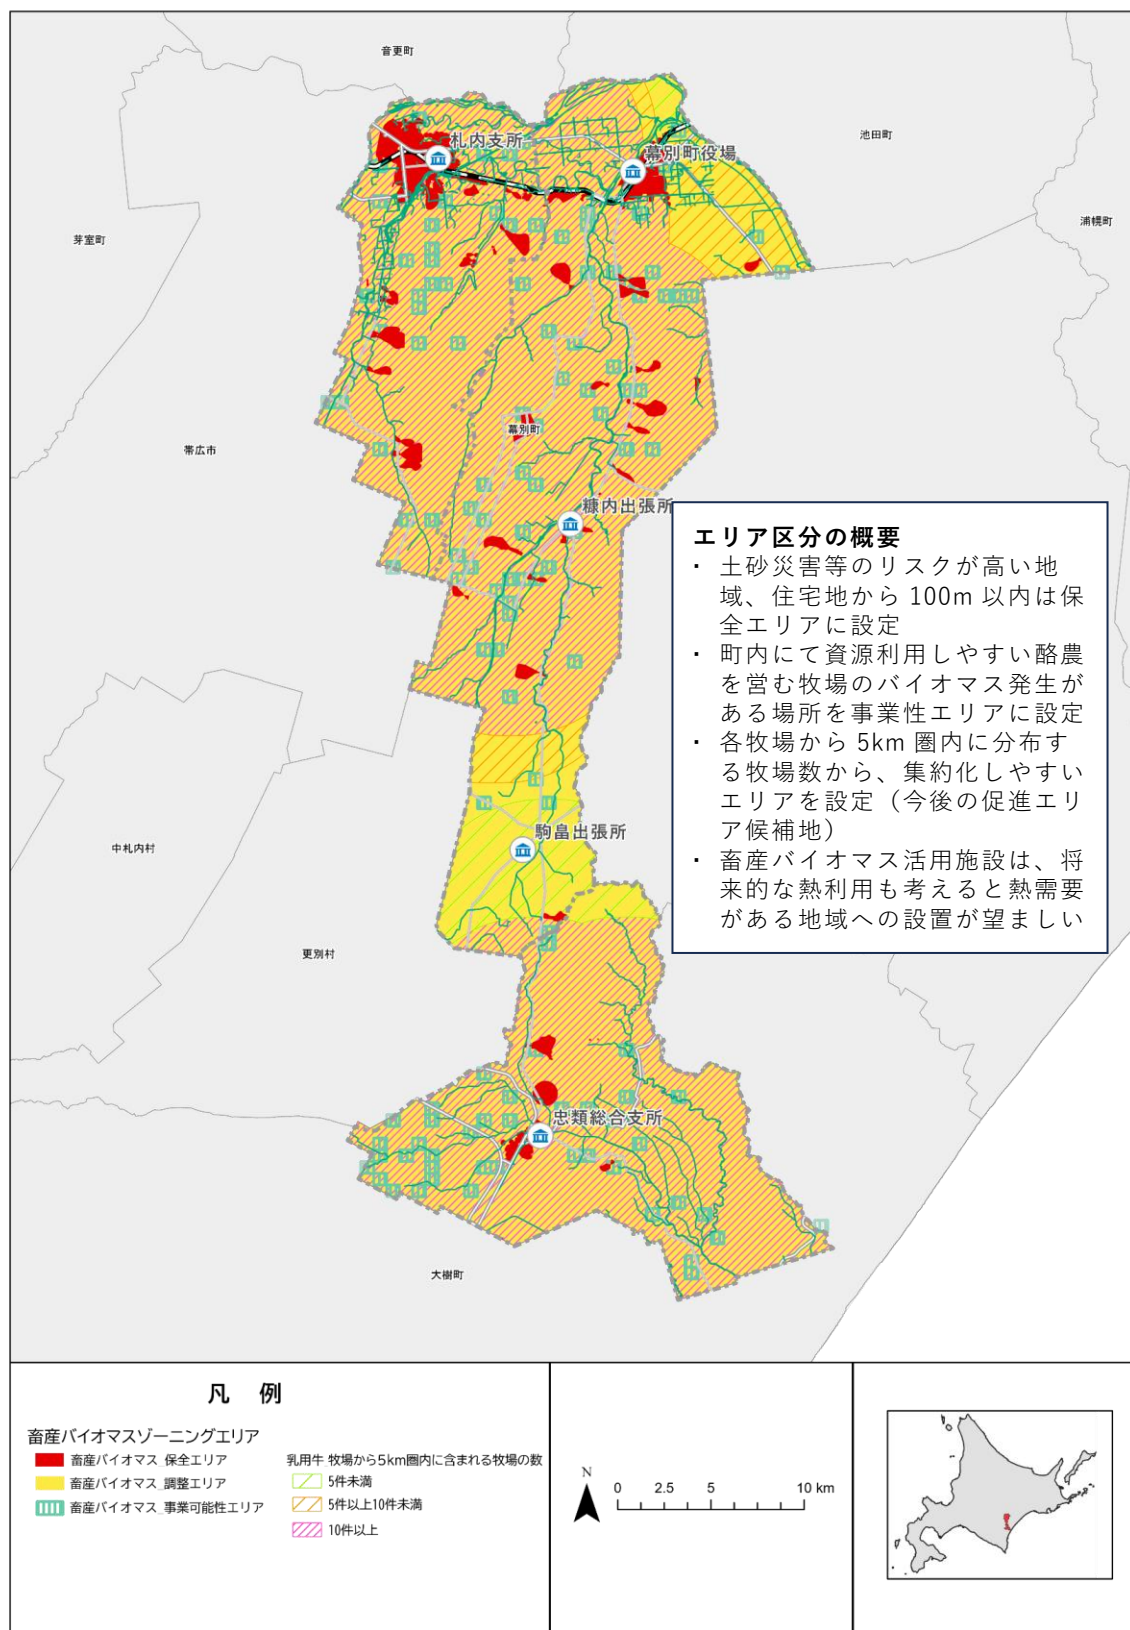 音更町
札内支所
池田町
幕別町役場
浦幌町
芽室町
幕別町
帯広市
糠内出張所
エリア区分の概要
・ 土砂災害等のリスクが高い地
域、住宅地から 100m 以内は保
全エリアに設定
・ 町内にて資源利用しやすい酪農
を営む牧場のバイオマス発生が
ある場所を事業性エリアに設定
・ 各牧場から 5km 圏内に分布す
る牧場数から、集約化しやすい
エリアを設定（今後の促進エリ
ア候補地）
・ 畜産バイオマス活用施設は、将
来的な熱利用も考えると熱需要
がある地域への設置が望ましい
駒畠出張所
中札内村
更別村
忠類総合支所
大樹町
凡 例
畜産バイオマスゾーニングエリア
畜産バイオマス_保全エリア
畜産バイオマス_調整エリア
畜産バイオマス_事業可能性エリア
乳用牛 牧場から5km圏内に含まれる牧場の数
5件未満
5件以上10件未満
10件以上
N
0 2.5 5 10 km